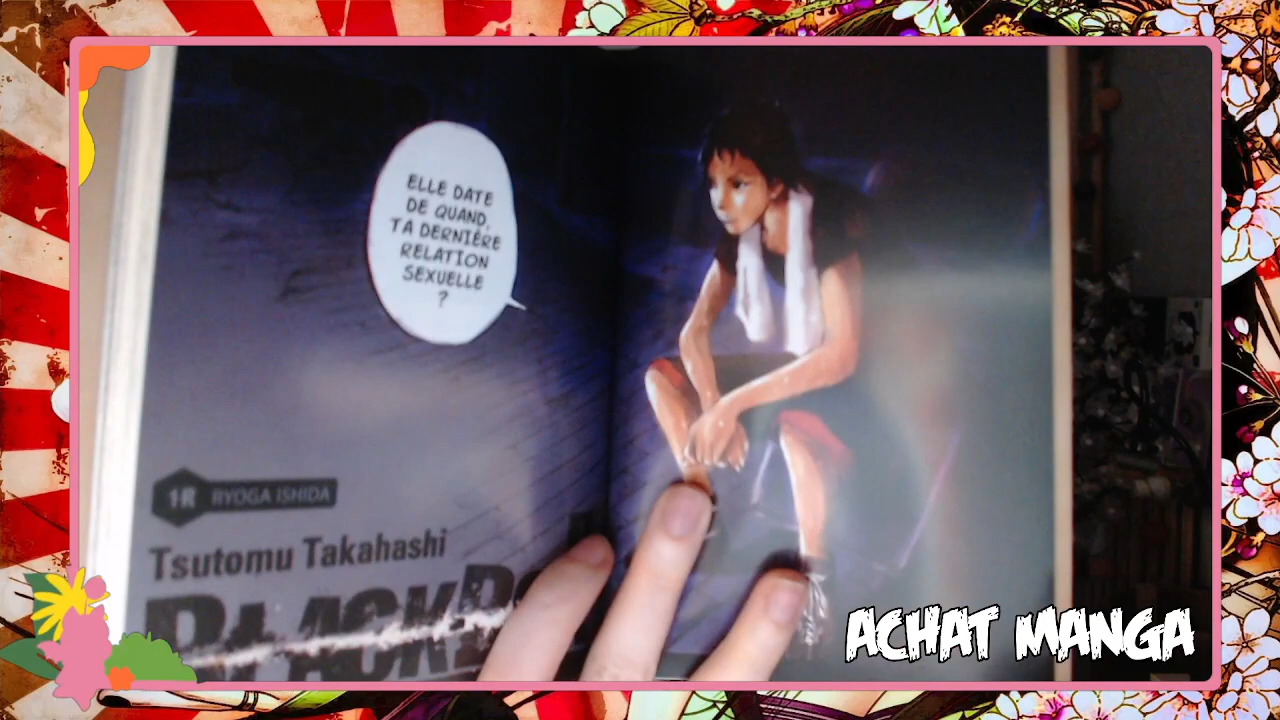 ELLE DATE
DE QUAND,
TA DERNIÈRE
RELATION
SEXUELLE
?
1R RYOGA ISHIDA
Tsutomu Takahashi
ACHAT MANGA